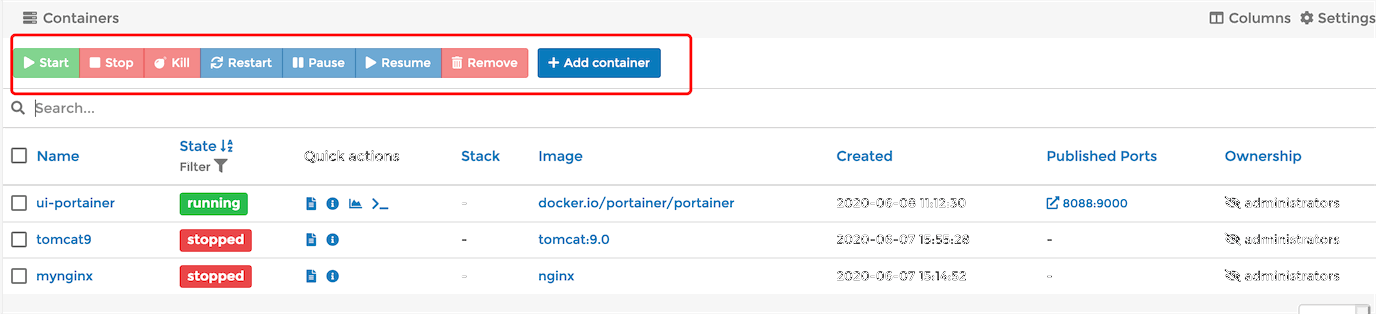 Containers Columns Settings
Start Stop Kill Restart Pause Resume Remove + Add container
Search...
Name State Quick actions Stack Image Created Published Ports Ownership
Filter
ui-portainer running - docker.io/portainer/portainer 2020-06-08 11:12:30 8088:9000 administrators
tomcat9 stopped - tomcat:9.0 2020-06-07 15:55:28 - administrators
mynginx stopped - nginx 2020-06-07 15:14:52 - administrators